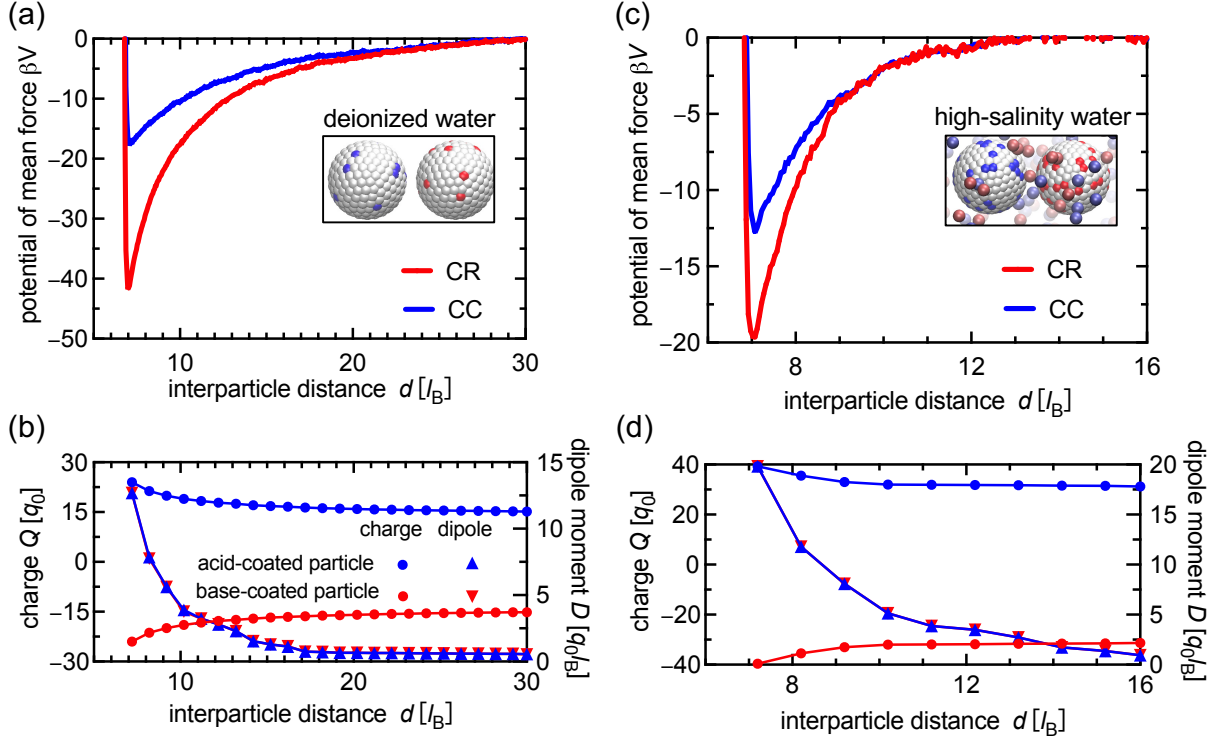 (a)
potential of mean force βV
0
−10
−20
−30
−40
−50
10
20
30
deionized water
CR
CC
interparticle distance d [lB]
(c)
potential of mean force βV
0
−5
−10
−15
−20
6
8
10
12
14
16
high-salinity water
CR
CC
interparticle distance d [lB]
(b)
charge Q [q0]
30
15
0
−15
−30
10
20
30
15
10
5
0
dipole moment D [q0lB]
charge dipole
acid-coated particle
base-coated particle
interparticle distance d [lB]
(d)
charge Q [q0]
40
20
0
−20
−40
8
12
16
20
15
10
5
0
dipole moment D [q0lB]
interparticle distance d [lB]